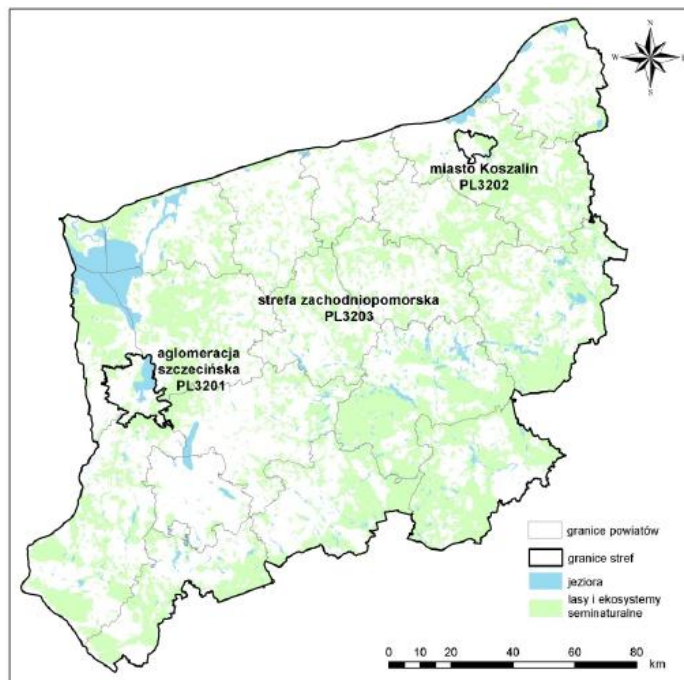 N
W E
S
miasto Koszalin
PL3202
strefa zachodniopomorska
PL3203
aglomeracja
szczecińska
PL3201
granice powiatów
granice stref
jeziora
lasy i ekosystemy
seminaturalne
0 10 20 40 60 80
km